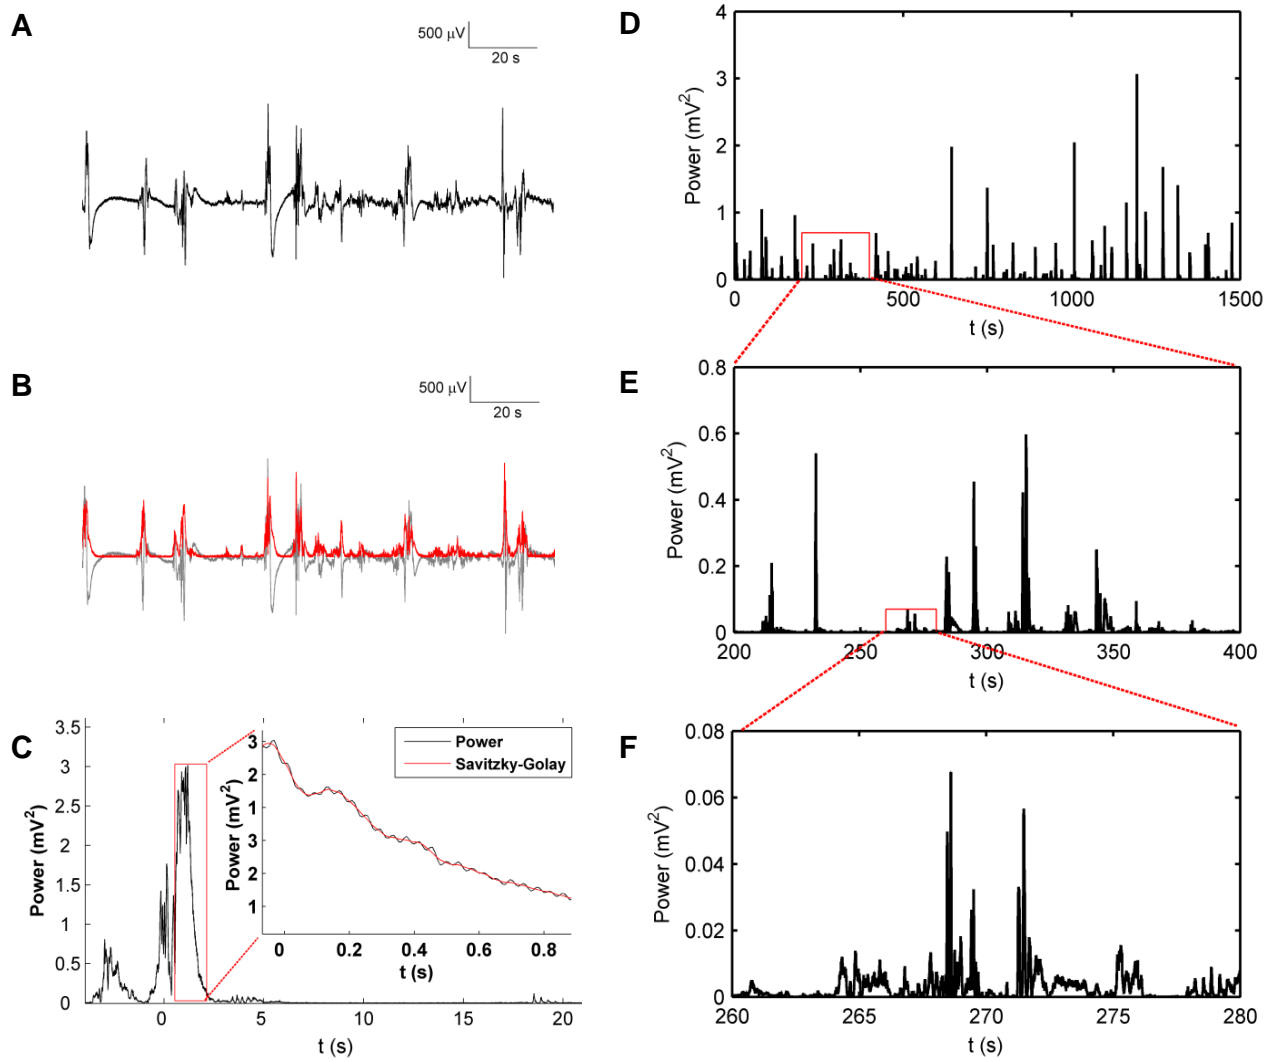 A
500 μV
20 s
B
500 μV
20 s
C
3.5
3
2.5
2
1.5
1
0.5
0
Power (mV²)
0
5
10
15
20
t (s)
Power
Savitzky-Golay
3
2
1
3
2
1
Power (mV²)
0
0.2
0.4
0.6
0.8
t (s)
D
4
3
2
1
0
Power (mV²)
0
500
1000
1500
t (s)
E
0.8
0.6
0.4
0.2
0
Power (mV²)
200
250
300
350
400
t (s)
F
0.08
0.06
0.04
0.02
0
Power (mV²)
260
265
270
275
280
t (s)